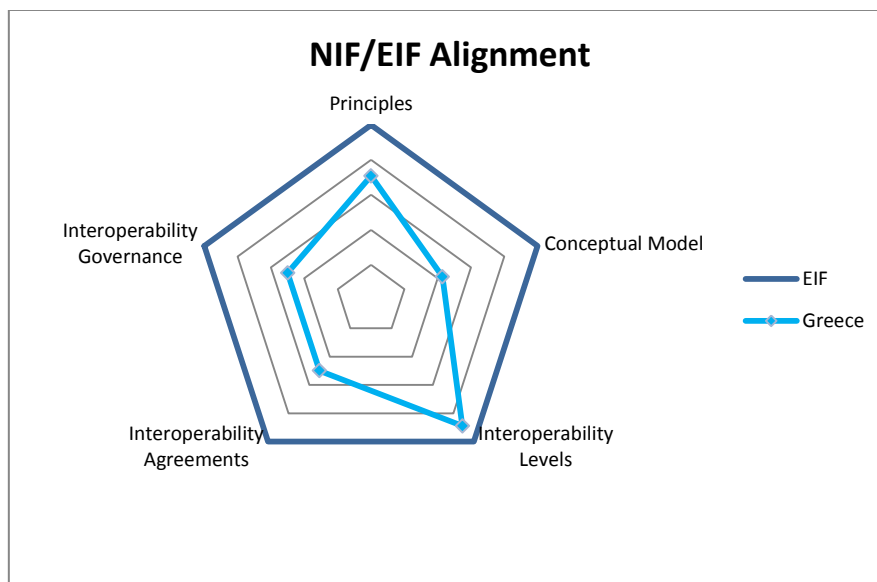 NIF/EIF Alignment
Principles
Interoperability
Governance
Conceptual Model
EIF
Greece
Interoperability
Agreements
Interoperability
Levels